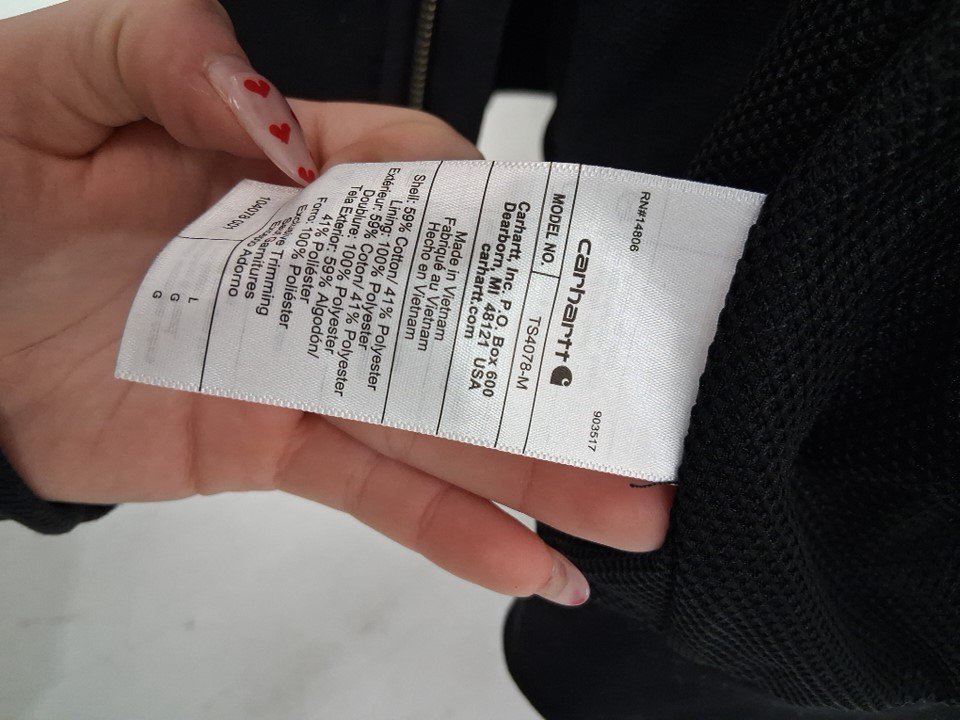 RN#14806
903517
carhartt
MODEL NO. TS4078-M
Carhartt, Inc. P.O. Box 600
Dearborn, MI 48121 USA
carhartt.com
Made in Vietnam
Fabriqué au Vietnam
Hecho en Vietnam
Shell: 59% Cotton/ 41% Polyester
Lining: 100% Polyester
Extérieur: 59% Coton/ 41% Polyester
Doublure: 100% Polyester
Tela Exterior: 59% Algodón/
41% Poliéster
Forro: 100% Poliéster
Trimming
Garnitures
Adorno
104078 001
L
G
G